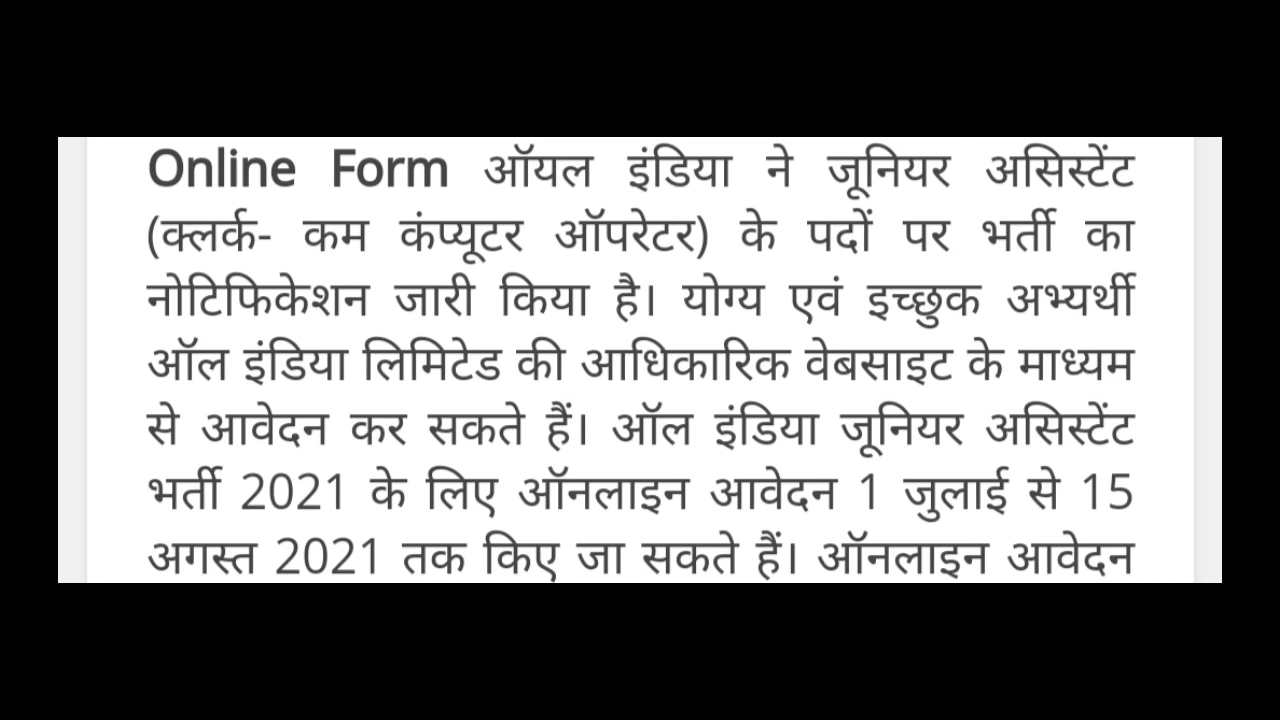 Online Form ऑयल इंडिया ने जूनियर असिस्टेंट
(क्लर्क- कम कंप्यूटर ऑपरेटर) के पदों पर भर्ती का
नोटिफिकेशन जारी किया है। योग्य एवं इच्छुक अभ्यर्थी
ऑल इंडिया लिमिटेड की आधिकारिक वेबसाइट के माध्यम
से आवेदन कर सकते हैं। ऑल इंडिया जूनियर असिस्टेंट
भर्ती 2021 के लिए ऑनलाइन आवेदन 1 जुलाई से 15
अगस्त 2021 तक किए जा सकते हैं। ऑनलाइन आवेदन